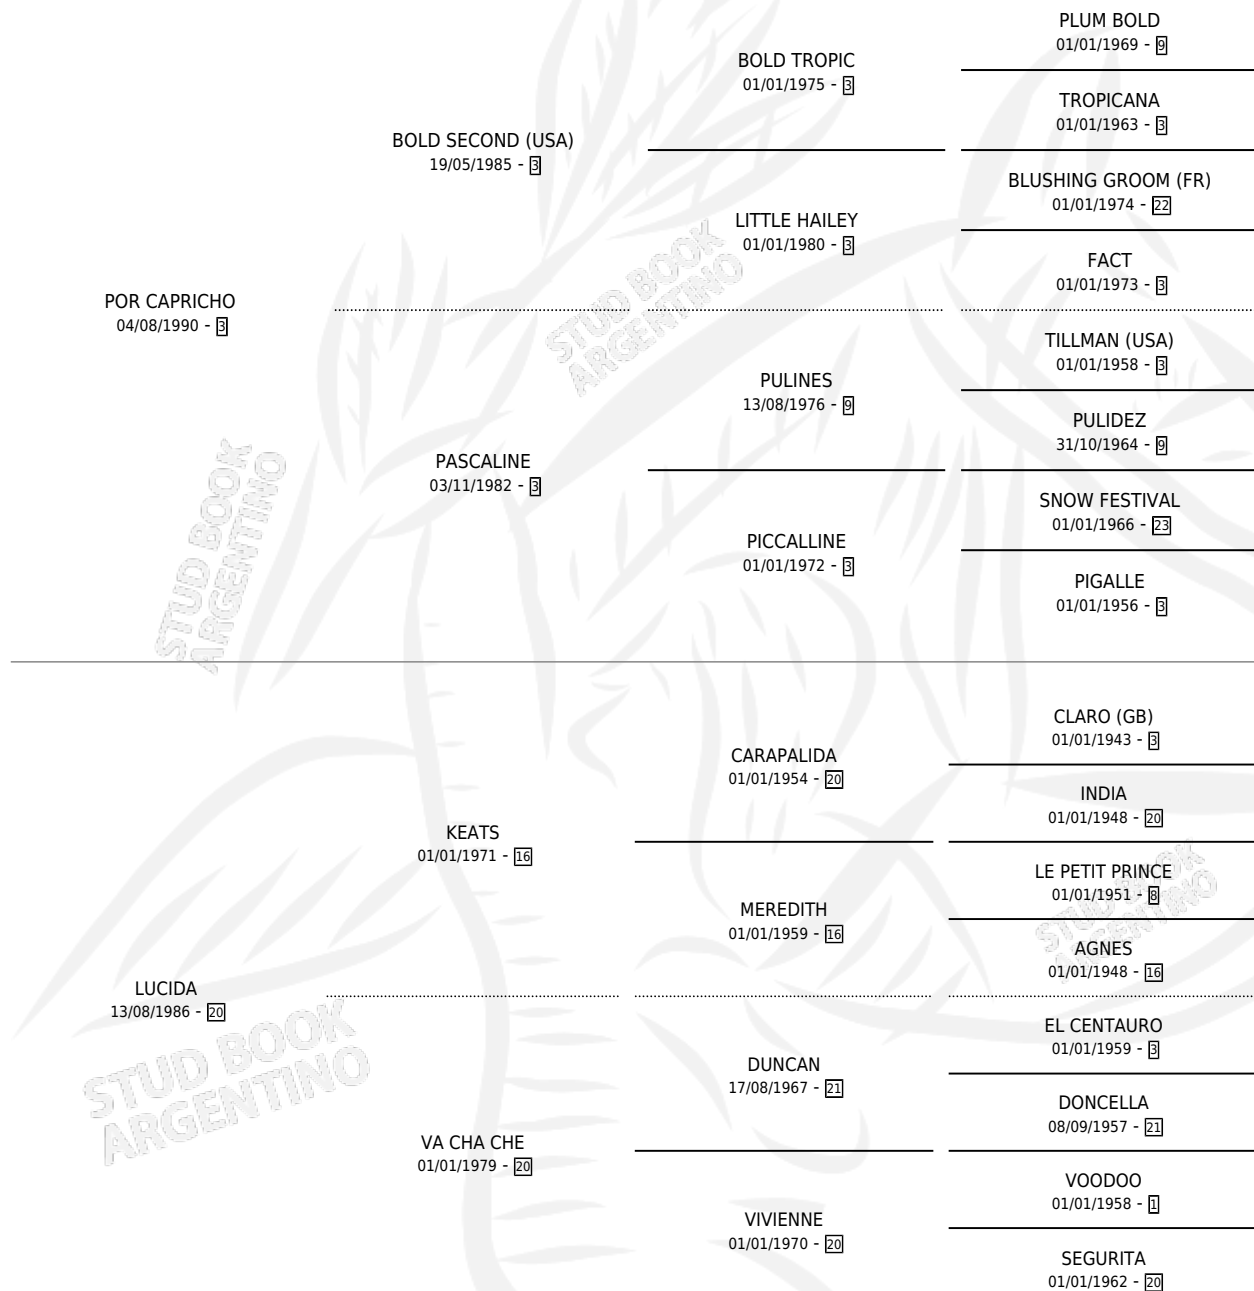 PLUM BOLD
01/01/1969 - 9
BOLD TROPIC
01/01/1975 - 3
TROPICANA
01/01/1963 - 3
BOLD SECOND (USA)
19/05/1985 - 3
BLUSHING GROOM (FR)
01/01/1974 - 22
LITTLE HAILEY
01/01/1980 - 3
FACT
01/01/1973 - 3
POR CAPRICHO
04/08/1990 - 3
STUD BOOK
ARGENTINO
TILLMAN (USA)
01/01/1958 - 3
PULINES
13/08/1976 - 9
PULIDEZ
31/10/1964 - 9
PASCALINE
03/11/1982 - 3
SNOW FESTIVAL
01/01/1966 - 23
PICCALLINE
01/01/1972 - 3
PIGALLE
01/01/1956 - 3
STUD BOOK
ARGENTINO
CLARO (GB)
01/01/1943 - 3
CARAPALIDA
01/01/1954 - 20
INDIA
01/01/1948 - 20
KEATS
01/01/1971 - 16
LE PETIT PRINCE
01/01/1951 - 8
MEREDITH
01/01/1959 - 16
AGNES
01/01/1948 - 16
STUD BOOK
ARGENTINO
LUCIDA
13/08/1986 - 20
EL CENTAURO
01/01/1959 - 3
DUNCAN
17/08/1967 - 21
DONCELLA
08/09/1957 - 21
STUD BOOK
ARGENTINO
VA CHA CHE
01/01/1979 - 20
VOODOO
01/01/1958 - 1
VIVIENNE
01/01/1970 - 20
SEGURITA
01/01/1962 - 20